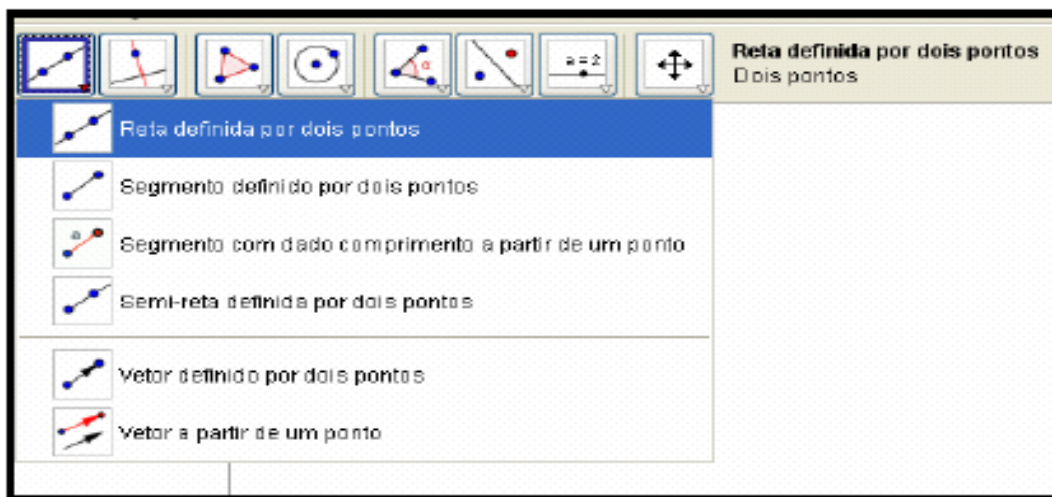 a = 2
α
Reta definida por dois pontos
Dois pontos
Reta definida por dois pontos
Segmento definido por dois pontos
a
Segmento com dado comprimento a partir de um ponto
Semi-reta definida por dois pontos
Vetor definido por dois pontos
Vetor a partir de um ponto